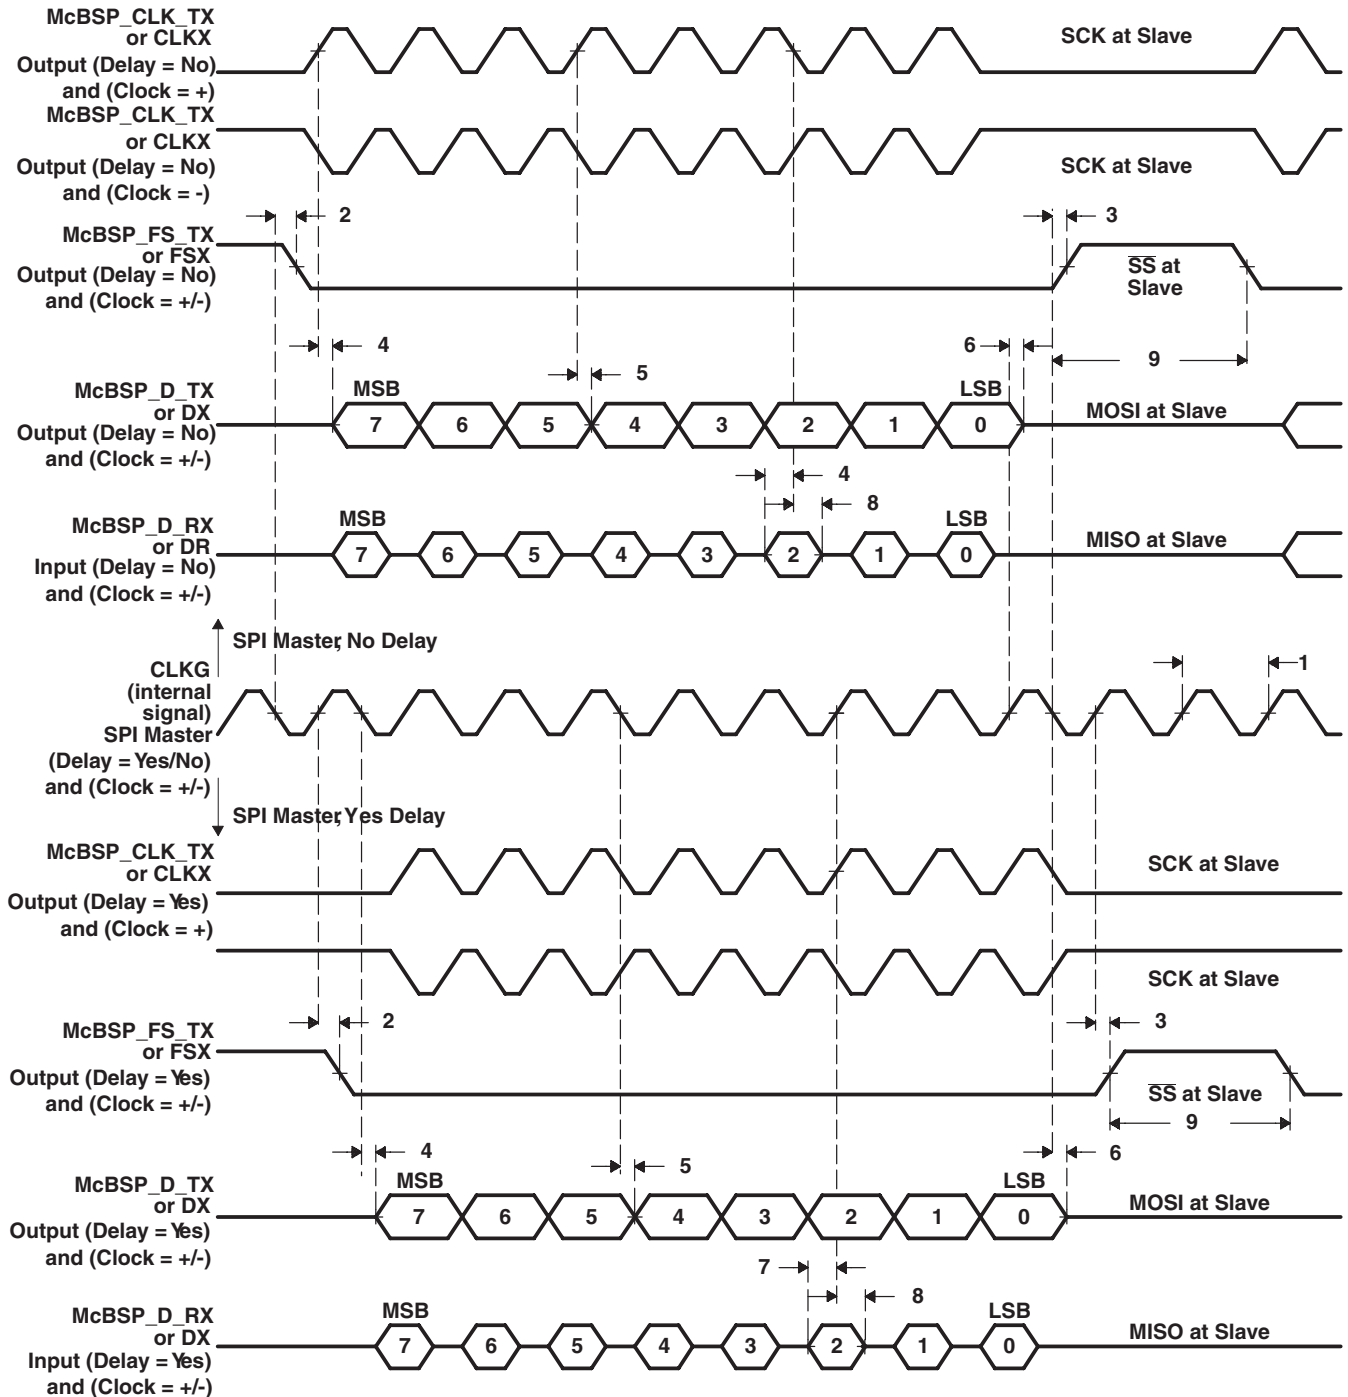 McBSP_CLK_TX
or CLKX
Output (Delay = No)
and (Clock = +)
SCK at Slave
McBSP_CLK_TX
or CLKX
Output (Delay = No)
and (Clock = -)
SCK at Slave
2
3
McBSP_FS_TX
or FSX
Output (Delay = No)
and (Clock = +/-)
SS at
Slave
4
5
6
9
McBSP_D_TX
or DX
Output (Delay = No)
and (Clock = +/-)
MSB
LSB
7 6 5 4 3 2 1 0
MOSI at Slave
4
8
McBSP_D_RX
or DR
Input (Delay = No)
and (Clock = +/-)
MSB
LSB
7 6 5 4 3 2 1 0
MISO at Slave
SPI Master, No Delay
CLKG
(internal
signal)
SPI Master
(Delay = Yes/No)
and (Clock = +/-)
1
SPI Master, Yes Delay
McBSP_CLK_TX
or CLKX
Output (Delay = Yes)
and (Clock = +)
SCK at Slave
SCK at Slave
2
3
McBSP_FS_TX
or FSX
Output (Delay = Yes)
and (Clock = +/-)
SS at Slave
9
4
5
6
McBSP_D_TX
or DX
Output (Delay = Yes)
and (Clock = +/-)
MSB
LSB
7 6 5 4 3 2 1 0
MOSI at Slave
7
8
McBSP_D_RX
or DX
Input (Delay = Yes)
and (Clock = +/-)
MSB
LSB
7 6 5 4 3 2 1 0
MISO at Slave